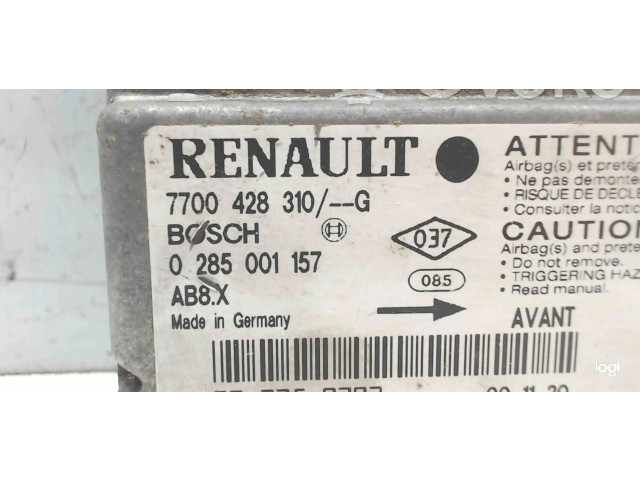 RENAULT
7700 428 310/--G
BOSCH
0 285 001 157
AB8.X
Made in Germany
037
085
AVANT
ATTENT
Airbag(s) et prete
• Ne pas demonte
• RISQUE DE DECLE
• Consulter la notic
CAUTIO
Airbag(s) and prete
• Do not remove.
• TRIGGERING HAZ
• Read manual.
logi